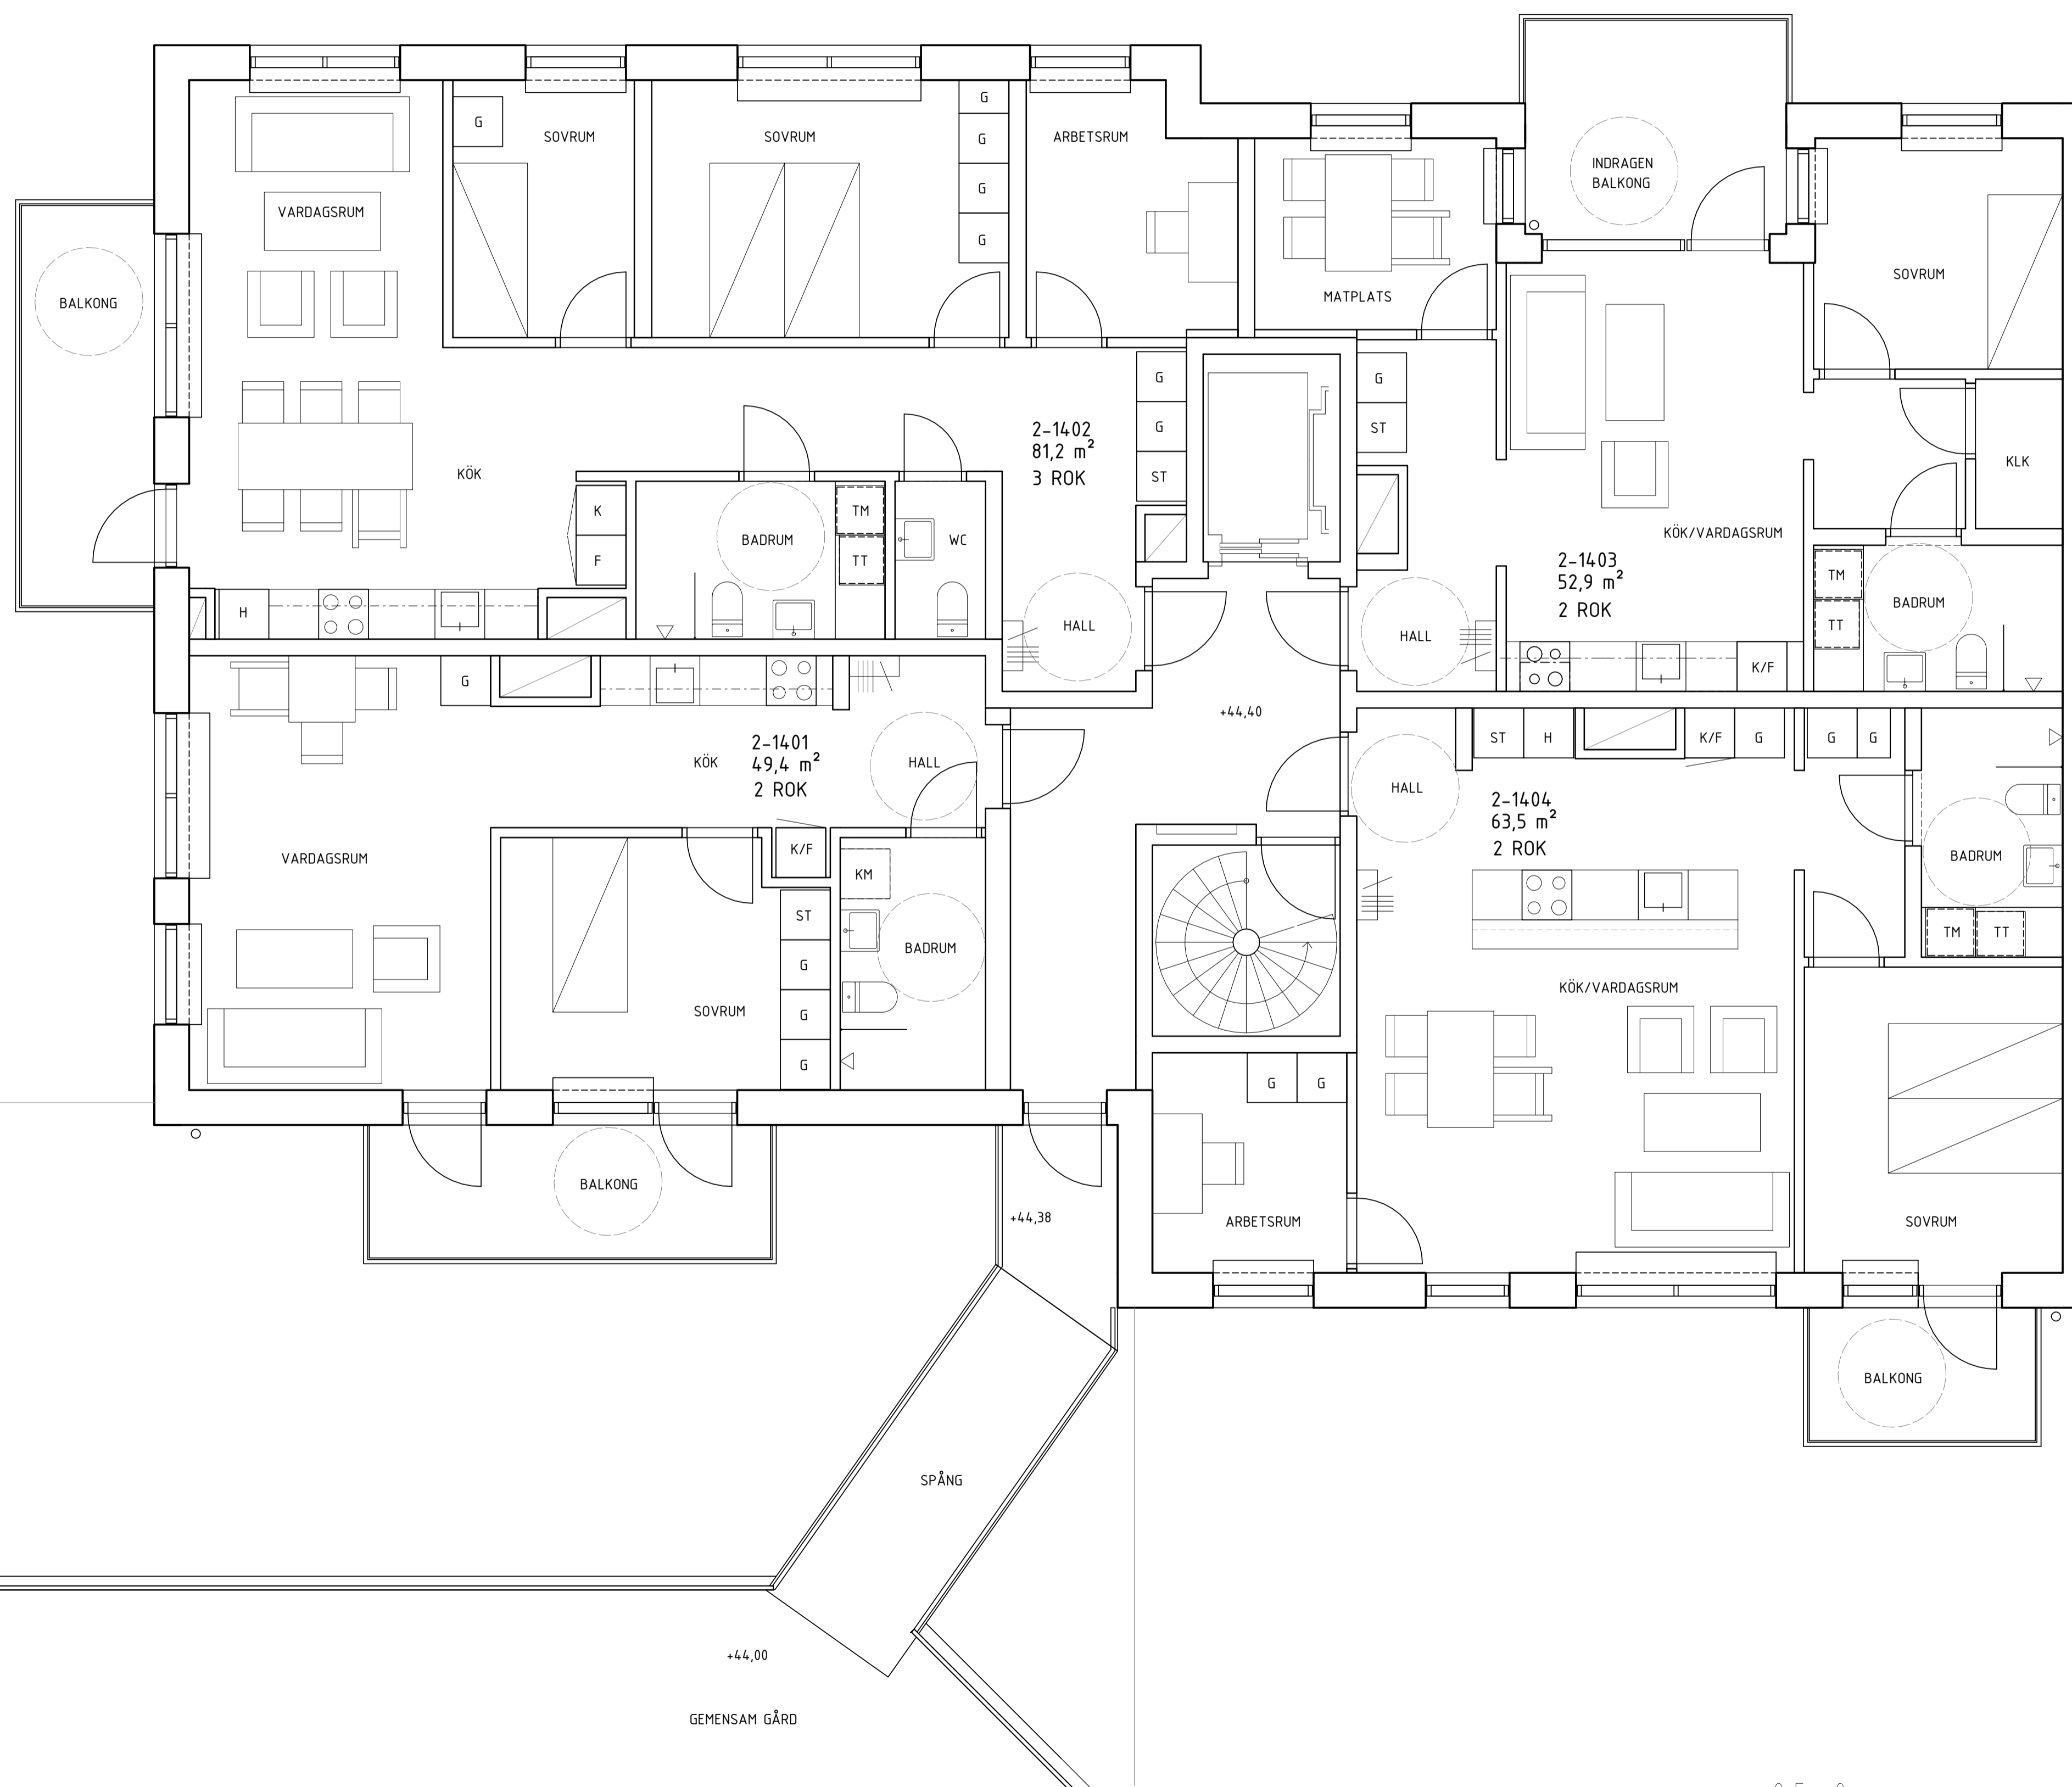 G
SOVRUM
SOVRUM
G
G
G
G
ARBETSRUM
VARDAGSRUM
BALKONG
KÖK
K
F
H
BADRUM
TM
TT
WC
2-1402
81,2 m²
3 ROK
G
G
ST
HALL
INDRAGEN
BALKONG
MATPLATS
SOVRUM
G
ST
KLK
KÖK/VARDAGSRUM
2-1403
52,9 m²
2 ROK
HALL
K/F
TM
TT
BADRUM
+44,40
G
KÖK
2-1401
49,4 m²
2 ROK
HALL
VARDAGSRUM
K/F
KM
ST
G
G
G
BADRUM
SOVRUM
BALKONG
HALL
ST
H
K/F
G
G
G
2-1404
63,5 m²
2 ROK
BADRUM
TM
TT
KÖK/VARDAGSRUM
G
G
ARBETSRUM
SOVRUM
BALKONG
+44,38
SPÅNG
+44,00
GEMENSAM GÅRD